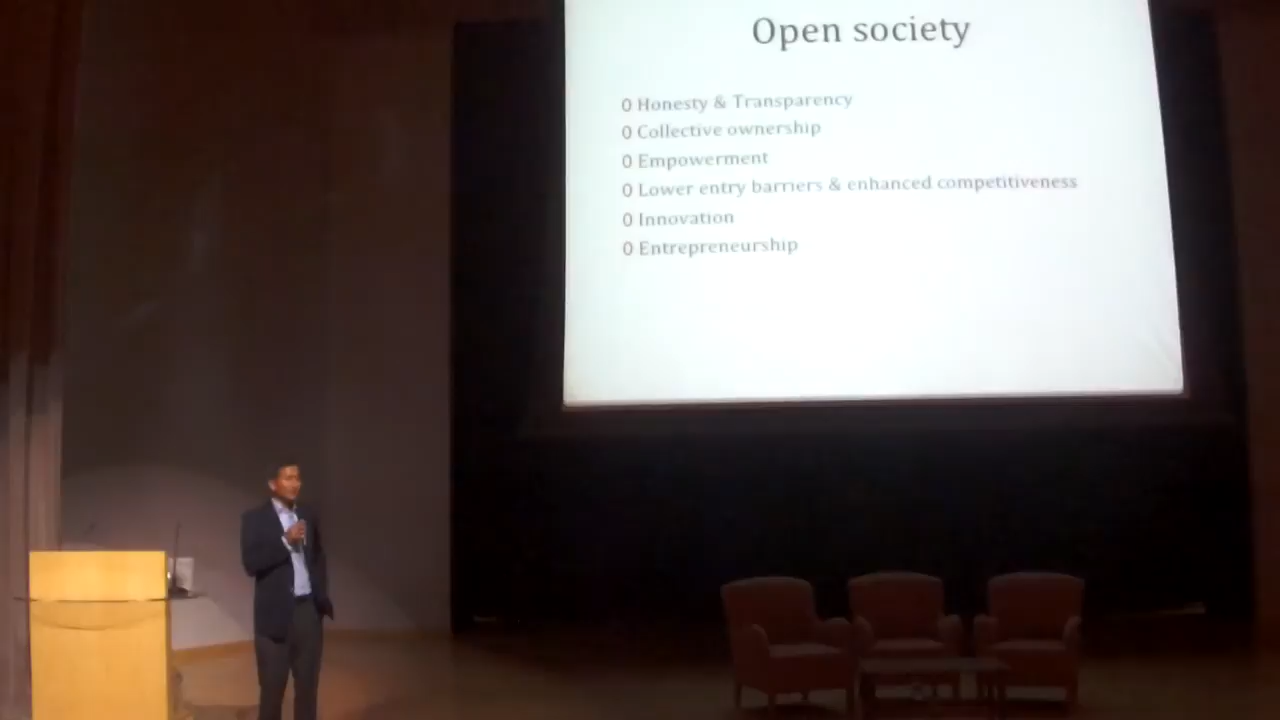 Open society
0 Honesty & Transparency
0 Collective ownership
0 Empowerment
0 Lower entry barriers & enhanced competitiveness
0 Innovation
0 Entrepreneurship